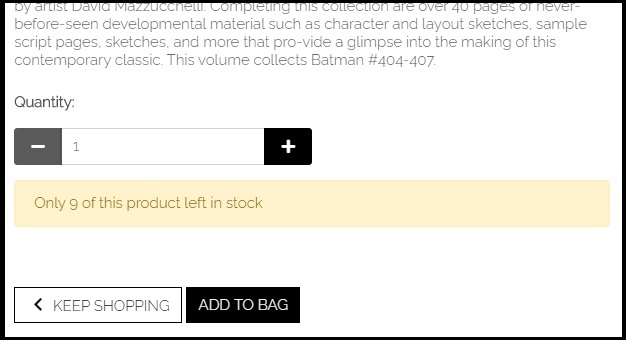 by artist David Mazzucchelli. Completing this collection are over 40 pages of never-
before-seen developmental material such as character and layout sketches, sample
script pages, sketches, and more that pro-vide a glimpse into the making of this
contemporary classic. This volume collects Batman #404-407.
Quantity:
1
Only 9 of this product left in stock
KEEP SHOPPING
ADD TO BAG